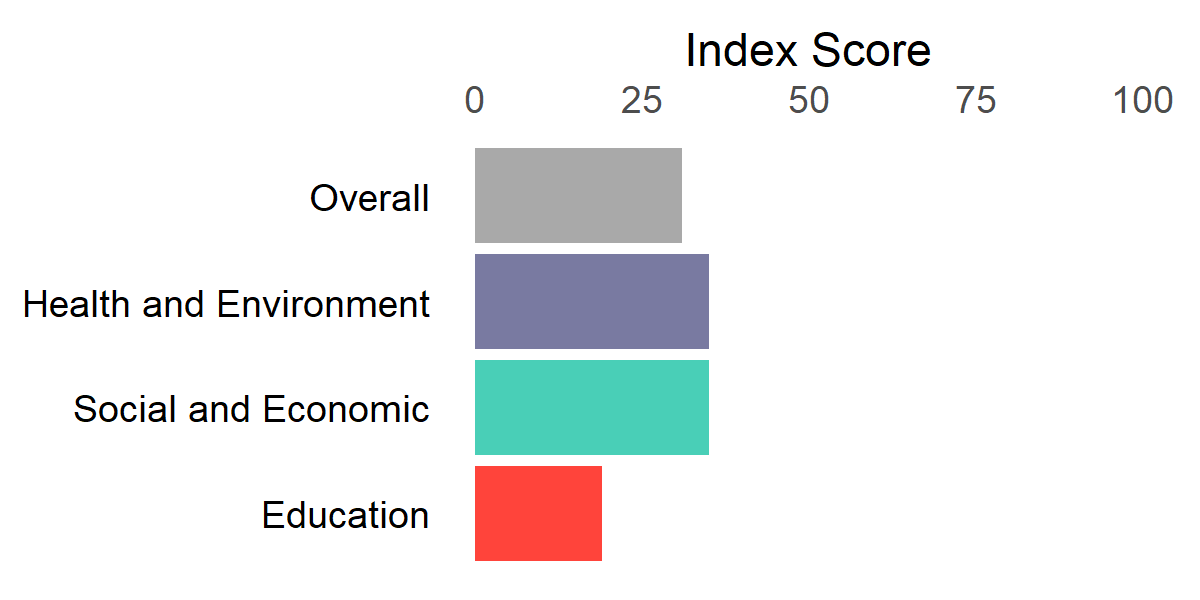 Index Score
0 25 50 75 100
Overall
Health and Environment
Social and Economic
Education